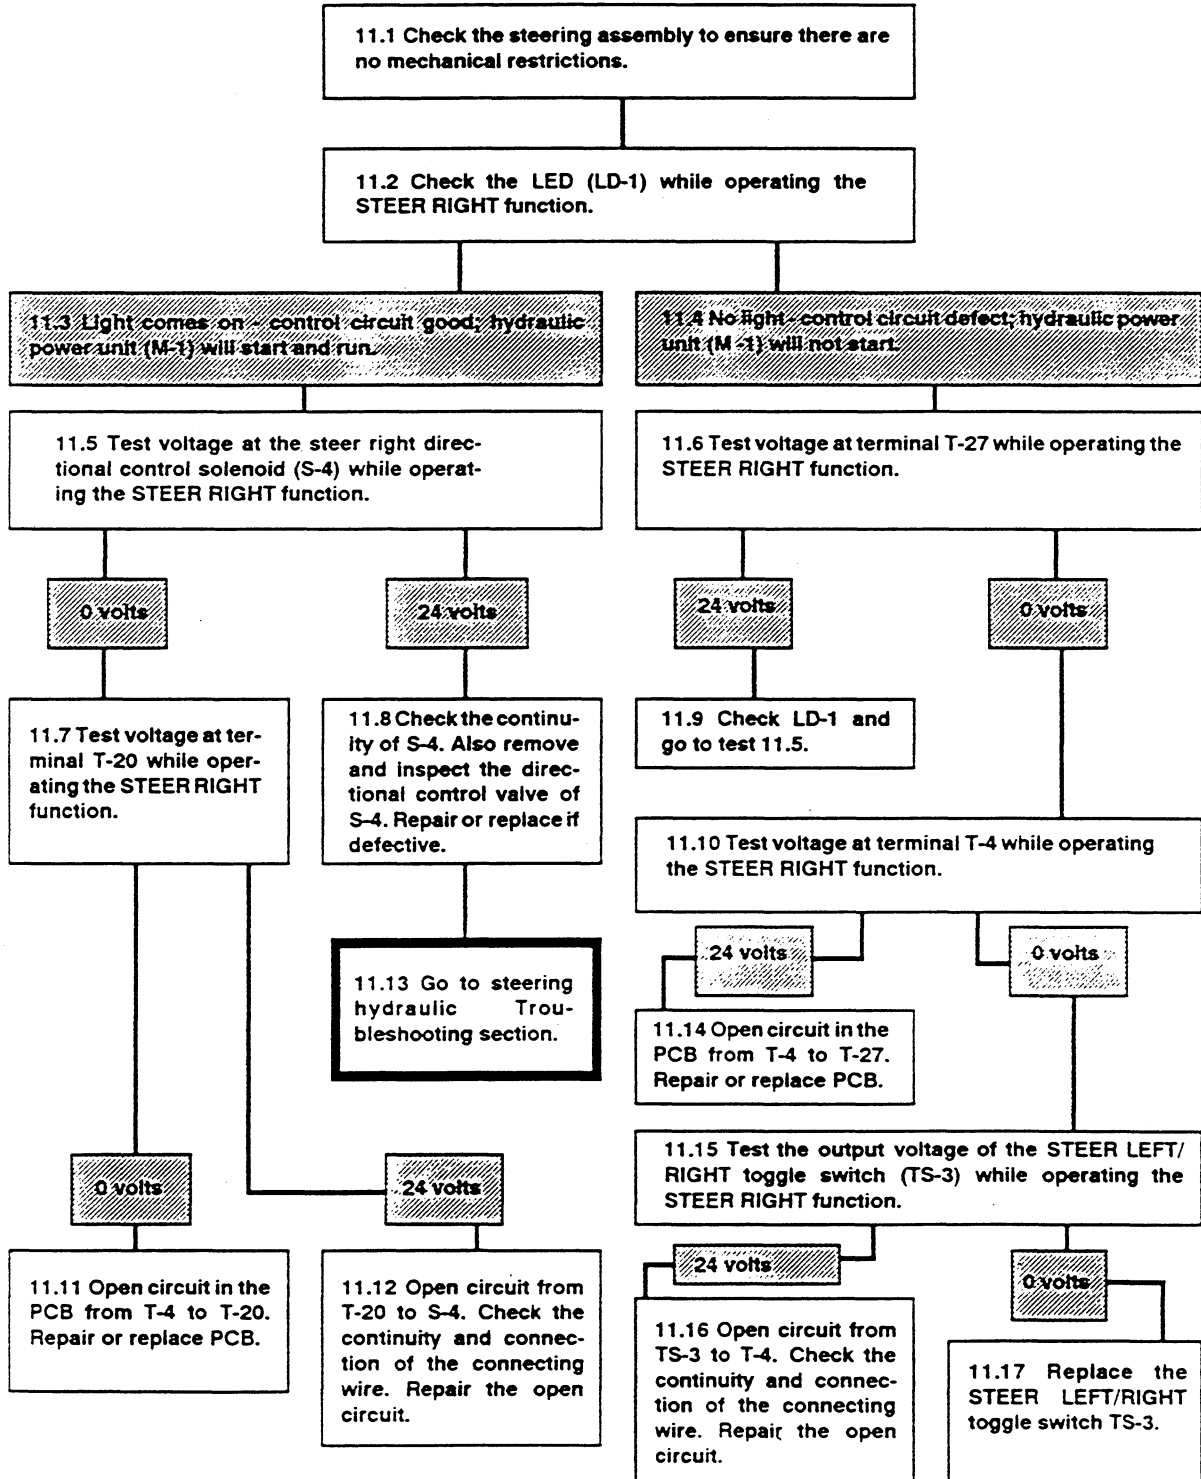 11.1 Check the steering assembly to ensure there are
no mechanical restrictions.
11.2 Check the LED (LD-1) while operating the
STEER RIGHT function.
11.3 Light comes on - control circuit good; hydraulic
power unit (M-1) will start and run.
11.4 No light - control circuit defect; hydraulic power
unit (M -1) will not start.
11.5 Test voltage at the steer right direc-
tional control solenoid (S-4) while operat-
ing the STEER RIGHT function.
11.6 Test voltage at terminal T-27 while operating the
STEER RIGHT function.
0 volts
24 volts
24 volts
0 volts
11.7 Test voltage at ter-
minal T-20 while oper-
ating the STEER RIGHT
function.
11.8 Check the continu-
ity of S-4. Also remove
and inspect the direc-
tional control valve of
S-4. Repair or replace if
defective.
11.9 Check LD-1 and
go to test 11.5.
11.10 Test voltage at terminal T-4 while operating
the STEER RIGHT function.
24 volts
0 volts
11.13 Go to steering
hydraulic Trou-
bleshooting section.
11.14 Open circuit in the
PCB from T-4 to T-27.
Repair or replace PCB.
11.15 Test the output voltage of the STEER LEFT/
RIGHT toggle switch (TS-3) while operating the
STEER RIGHT function.
0 volts
24 volts
24 volts
0 volts
11.11 Open circuit in the
PCB from T-4 to T-20.
Repair or replace PCB.
11.12 Open circuit from
T-20 to S-4. Check the
continuity and connec-
tion of the connecting
wire. Repair the open
circuit.
11.16 Open circuit from
TS-3 to T-4. Check the
continuity and connec-
tion of the connecting
wire. Repair the open
circuit.
11.17 Replace the
STEER LEFT/RIGHT
toggle switch TS-3.